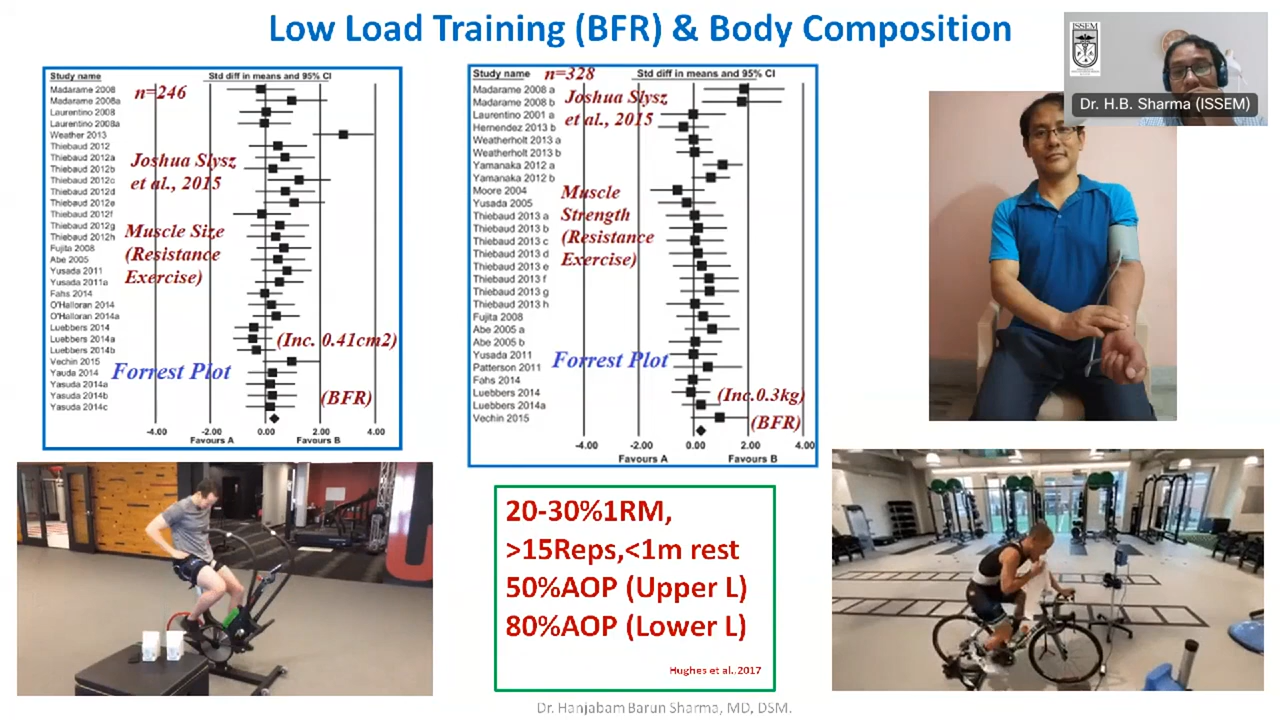 Low Load Training (BFR) & Body Composition
ISSEM
Dr. H.B. Sharma (ISSEM)
Study name
Std diff in means and 95% CI
n=246
Madarame 2008
Madarame 2008a
Laurentino 2008
Laurentino 2008a
Weather 2013
Thiebaud 2012
Thiebaud 2012a
Thiebaud 2012b
Thiebaud 2012c
Thiebaud 2012d
Thiebaud 2012e
Thiebaud 2012f
Thiebaud 2012g
Thiebaud 2012h
Fujita 2008
Abe 2005
Yusada 2011
Yusada 2011a
Fahs 2014
O'Halloran 2014
O'Halloran 2014a
Luebbers 2014
Luebbers 2014a
Luebbers 2014b
Vechin 2015
Yauda 2014
Yasuda 2014a
Yasuda 2014b
Yasuda 2014c
Joshua Slysz
et al., 2015
Muscle Size
(Resistance
Exercise)
(Inc. 0.41cm2)
Forrest Plot
(BFR)
-4.00 -2.00 0.00 2.00 4.00
Favours A Favours B
Study name
n=328
Std diff in means and 95% CI
Madarame 2008 a
Madarame 2008 b
Laurentino 2001 a
Hernendez 2013 b
Weatherholt 2013 a
Weatherholt 2013 b
Yamanaka 2012 a
Yamanaka 2012 b
Moore 2004
Yusada 2005
Thiebaud 2013 a
Thiebaud 2013 b
Thiebaud 2013 c
Thiebaud 2013 d
Thiebaud 2013 e
Thiebaud 2013 f
Thiebaud 2013 g
Thiebaud 2013 h
Fujita 2008
Abe 2005 a
Abe 2005 b
Yusada 2011
Patterson 2011
Fahs 2014
Luebbers 2014
Luebbers 2014a
Vechin 2015
Joshua Slysz
et al., 2015
Muscle
Strength
(Resistance
Exercise)
Forrest Plot
(Inc.0.3kg)
(BFR)
-4.00 0.00 2.00 4.00
Favours A Favours B
20-30%1RM,
>15Reps,<1m rest
50%AOP (Upper L)
80%AOP (Lower L)
Hughes et al..2017
Dr. Hanjabam Barun Sharma, MD, DSM.